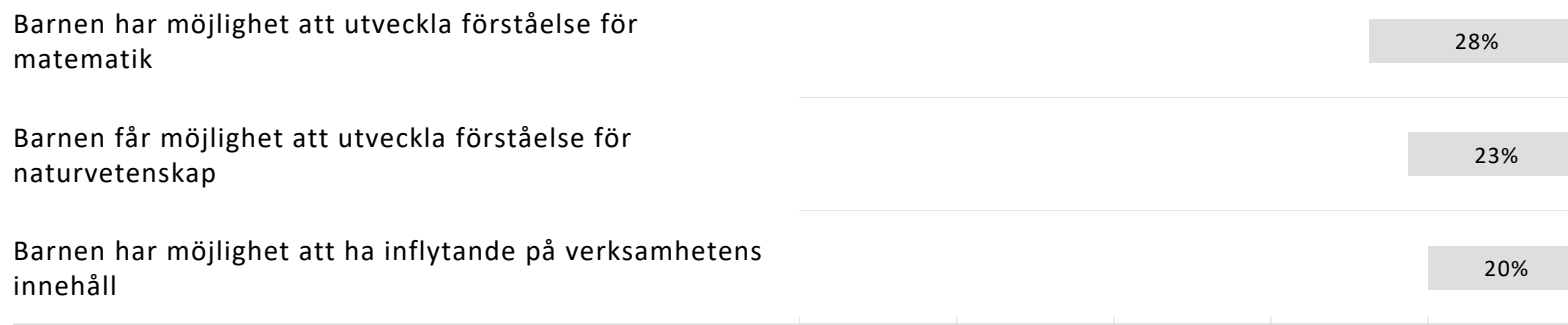 Barnen har möjlighet att utveckla förståelse för
matematik
28%
Barnen får möjlighet att utveckla förståelse för
naturvetenskap
23%
Barnen har möjlighet att ha inflytande på verksamhetens
innehåll
20%